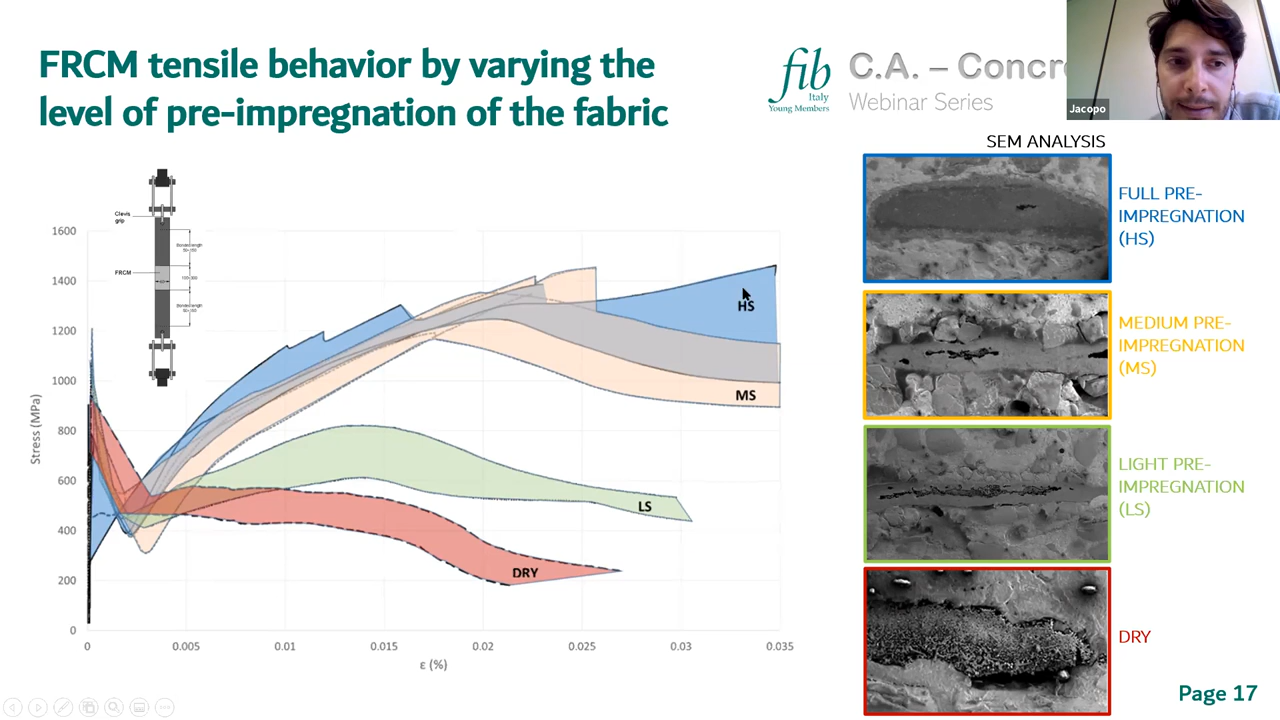 FRCM tensile behavior by varying the
level of pre-impregnation of the fabric
fib
Italy
Young Members
C.A. – Concr
Webinar Series
Jacopo
SEM ANALYSIS
FULL PRE-
IMPREGNATION
(HS)
MEDIUM PRE-
IMPREGNATION
(MS)
LIGHT PRE-
IMPREGNATION
(LS)
DRY
Clevis
grip
FRCM
Stress (MPa)
1600
1400
1200
1000
800
600
400
200
0
HS
MS
LS
DRY
0
0.005
0.01
0.015
0.02
0.025
0.03
0.035
ε (%)
Page 17